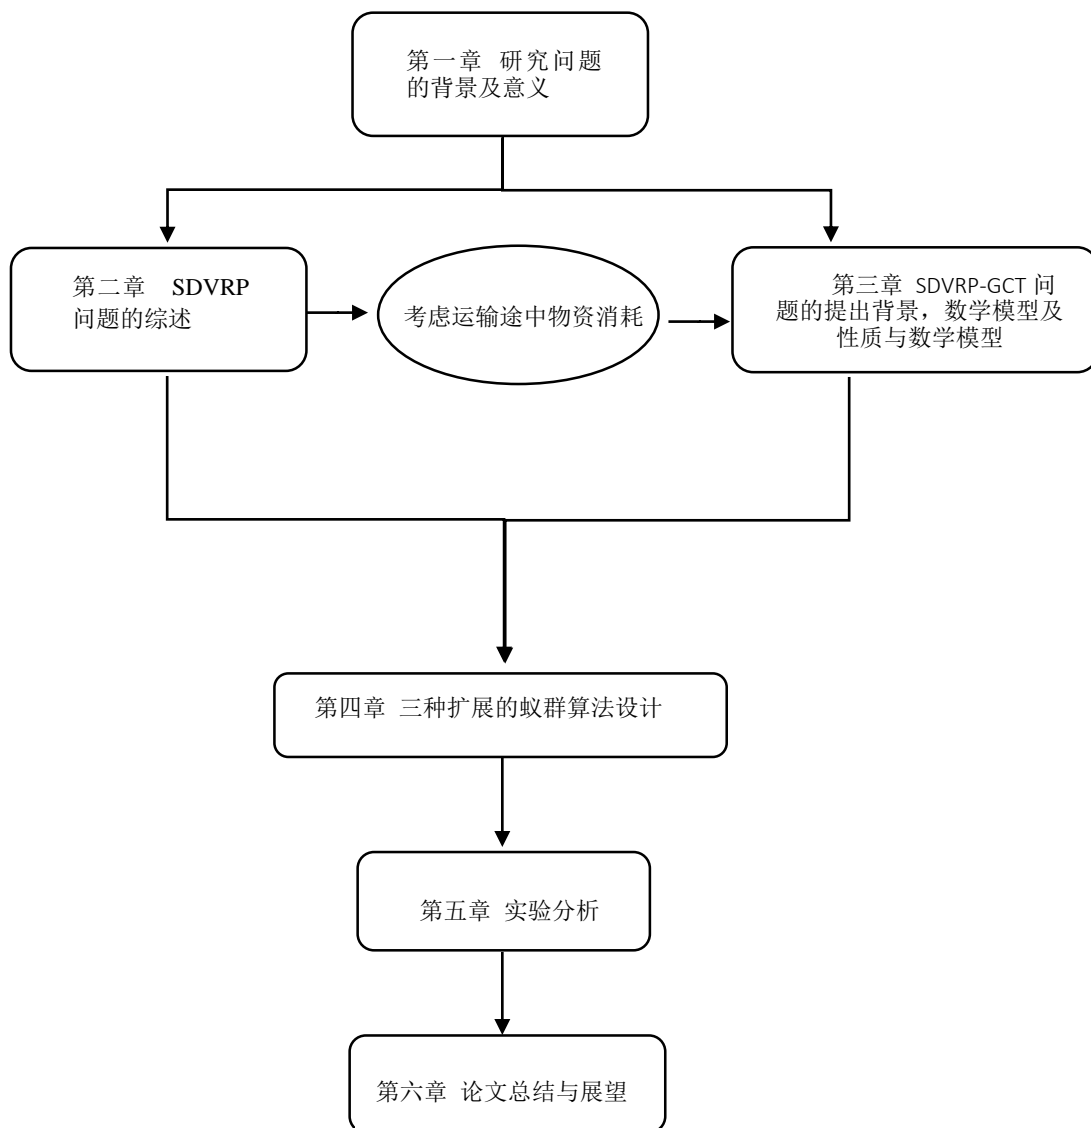 第一章 研究问题
的背景及意义
第二章 SDVRP
问题的综述
考虑运输途中物资消耗
第三章 SDVRP-GCT 问
题的提出背景，数学模型及
性质与数学模型
第四章 三种扩展的蚁群算法设计
第五章 实验分析
第六章 论文总结与展望